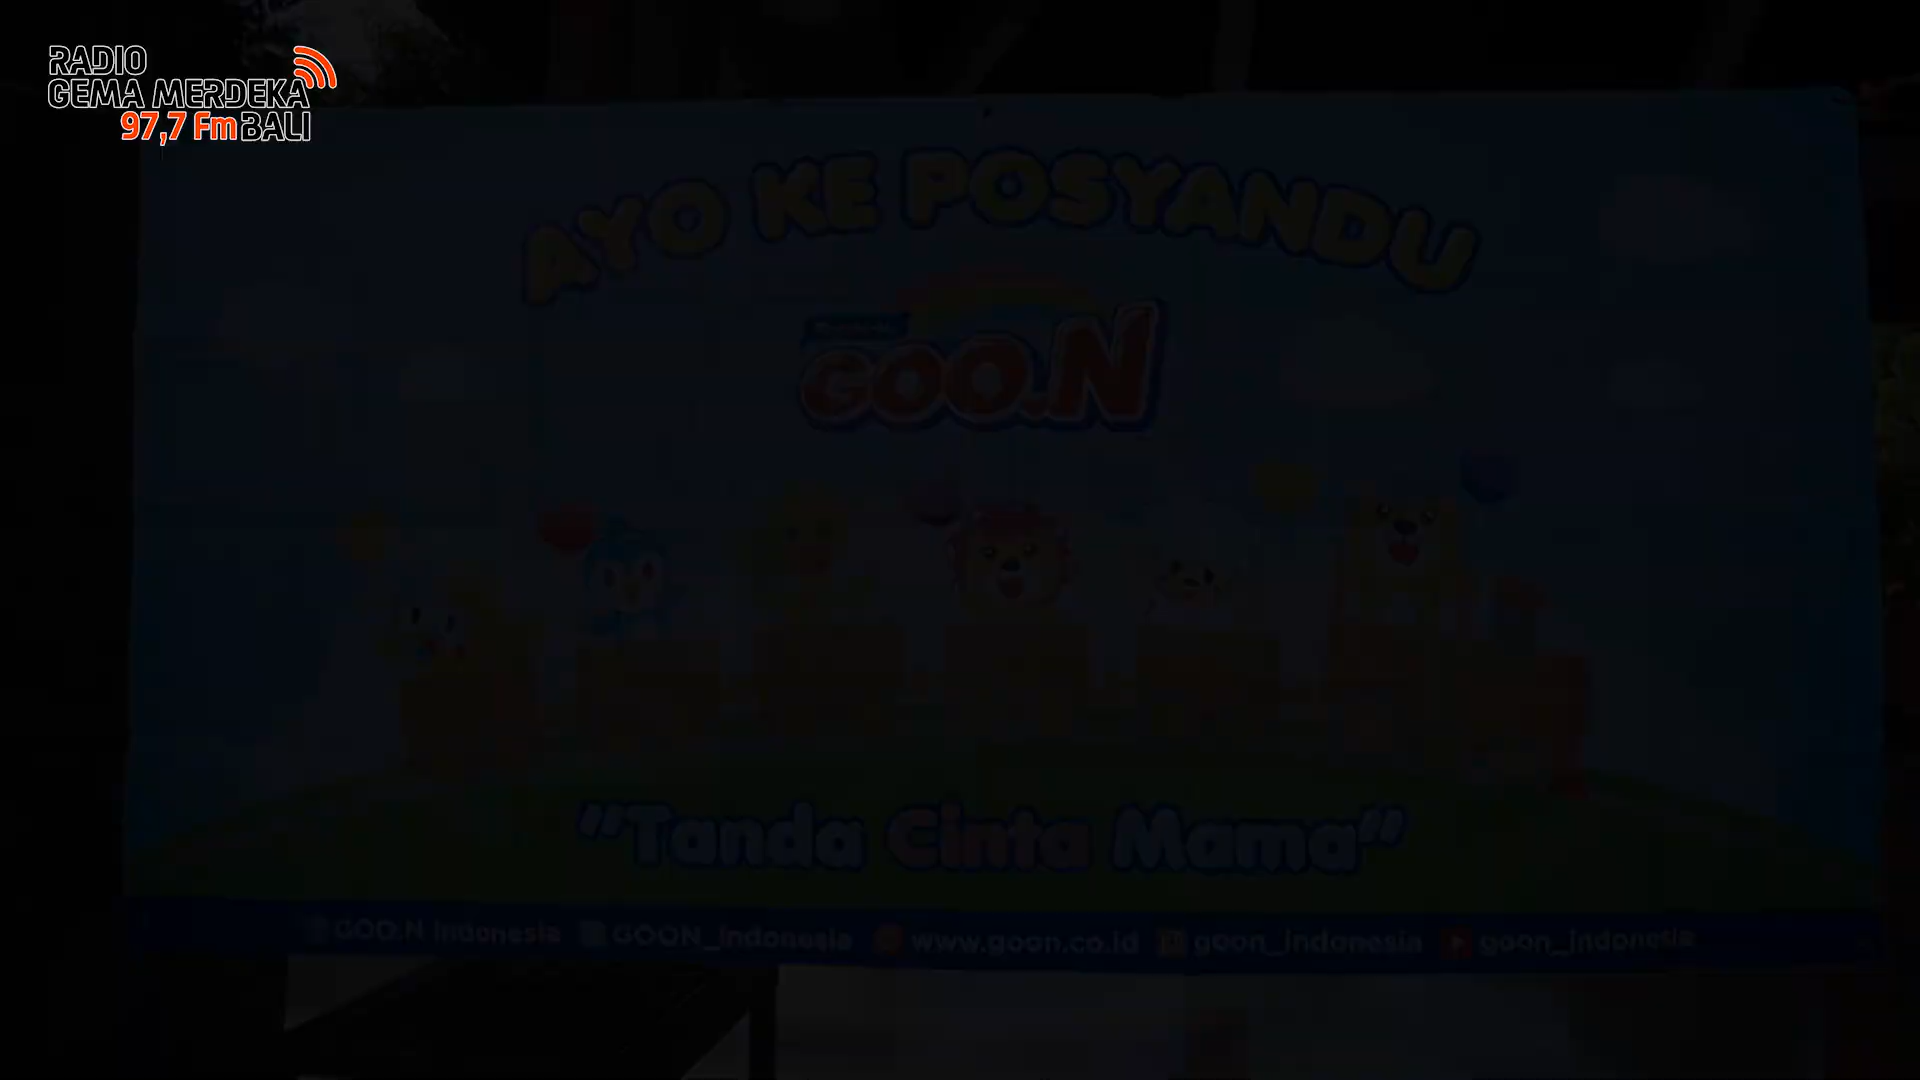 RADIO
GEMA MERDEKA
97,7 Fm BALI
AYO KE POSYANDU
GOO.N
"Tanda Cinta Mama"
GOO.N Indonesia GOON_Indonesia www.goon.co.id goon_indonesia goon_indonesia